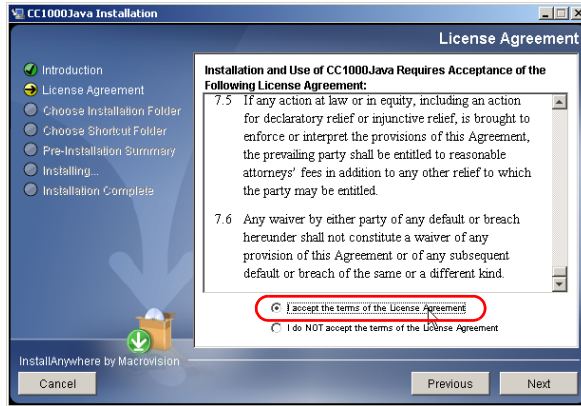 CC1000Java Installation
License Agreement
Introduction
License Agreement
Choose Installation Folder
Choose Shortcut Folder
Pre-Installation Summary
Installing...
Installation Complete
Installation and Use of CC1000Java Requires Acceptance of the
Following License Agreement:
7.5 If any action at law or in equity, including an action
for declaratory relief or injunctive relief, is brought to
enforce or interpret the provisions of this Agreement,
the prevailing party shall be entitled to reasonable
attorneys' fees in addition to any other relief to which
the party may be entitled.
7.6 Any waiver by either party of any default or breach
hereunder shall not constitute a waiver of any
provision of this Agreement or of any subsequent
default or breach of the same or a different kind.
I accept the terms of the License Agreement
I do NOT accept the terms of the License Agreement
InstallAnywhere by Macrovision
Cancel
Previous
Next